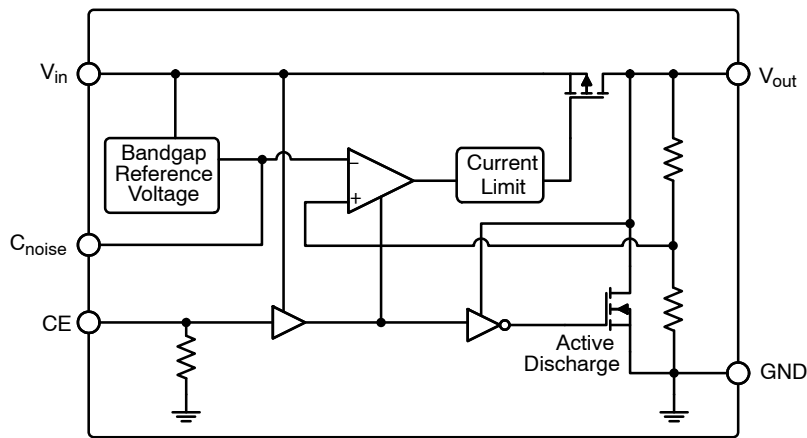 V_in
V_out
Bandgap
Reference
Voltage
−
+
Current
Limit
C_noise
CE
Active
Discharge
GND